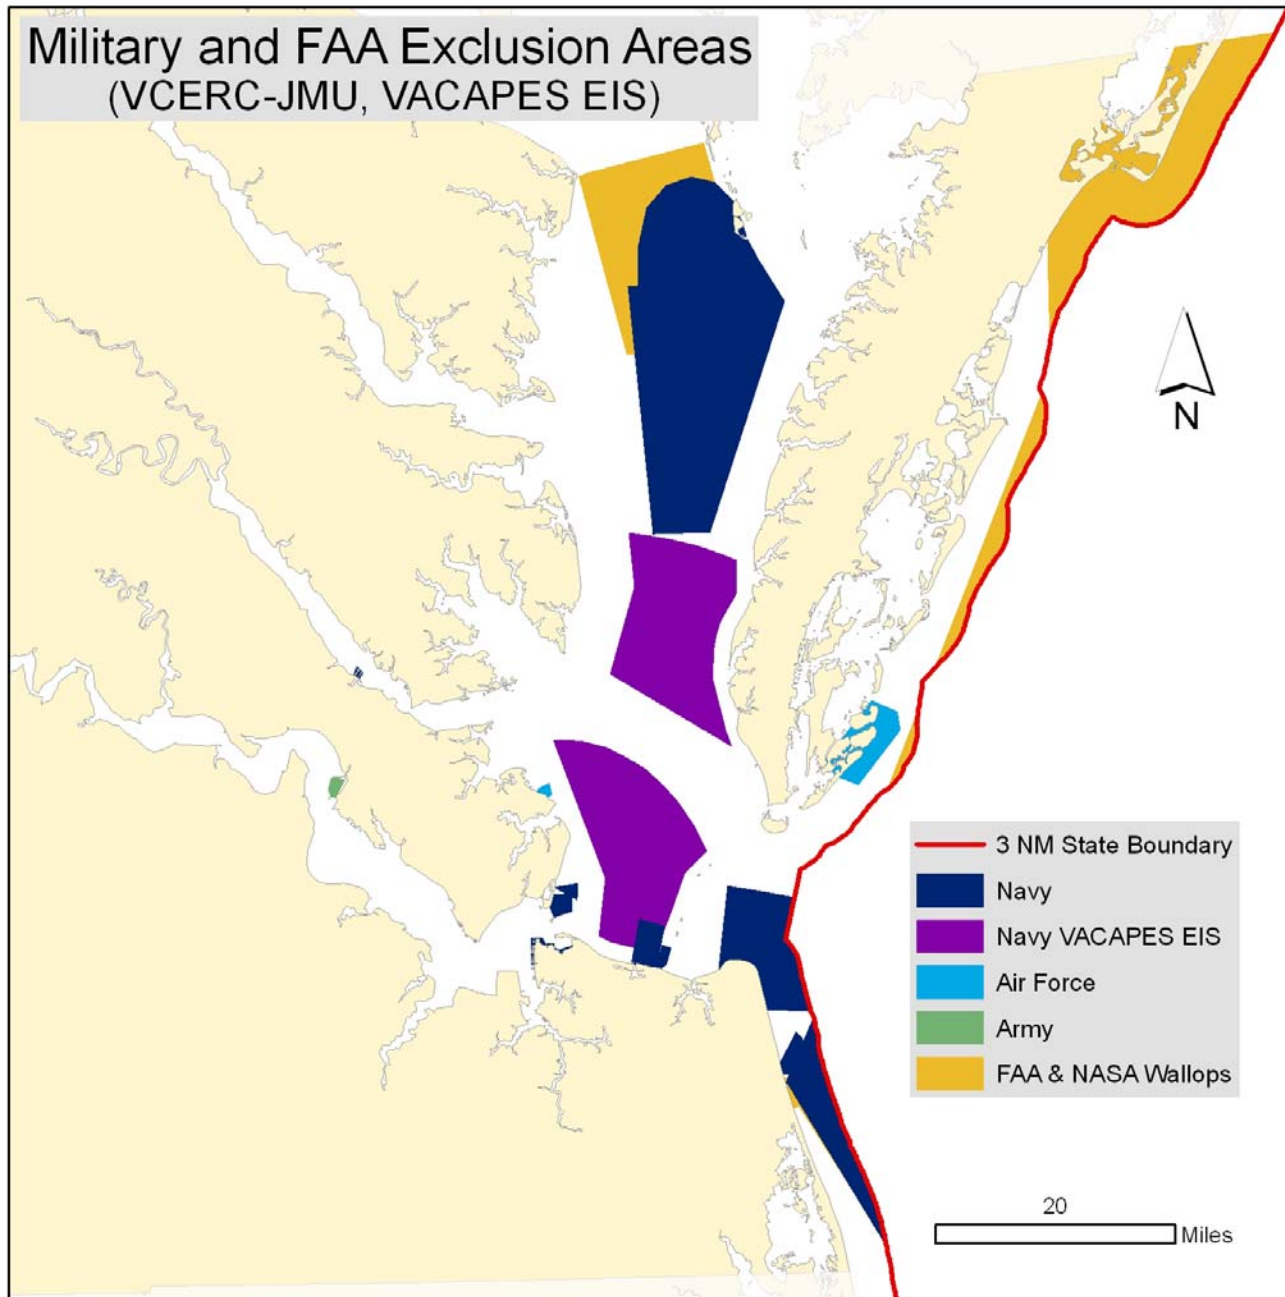 Military and FAA Exclusion Areas
(VCERC-JMU, VACAPES EIS)
N
3 NM State Boundary
Navy
Navy VACAPES EIS
Air Force
Army
FAA & NASA Wallops
20
Miles